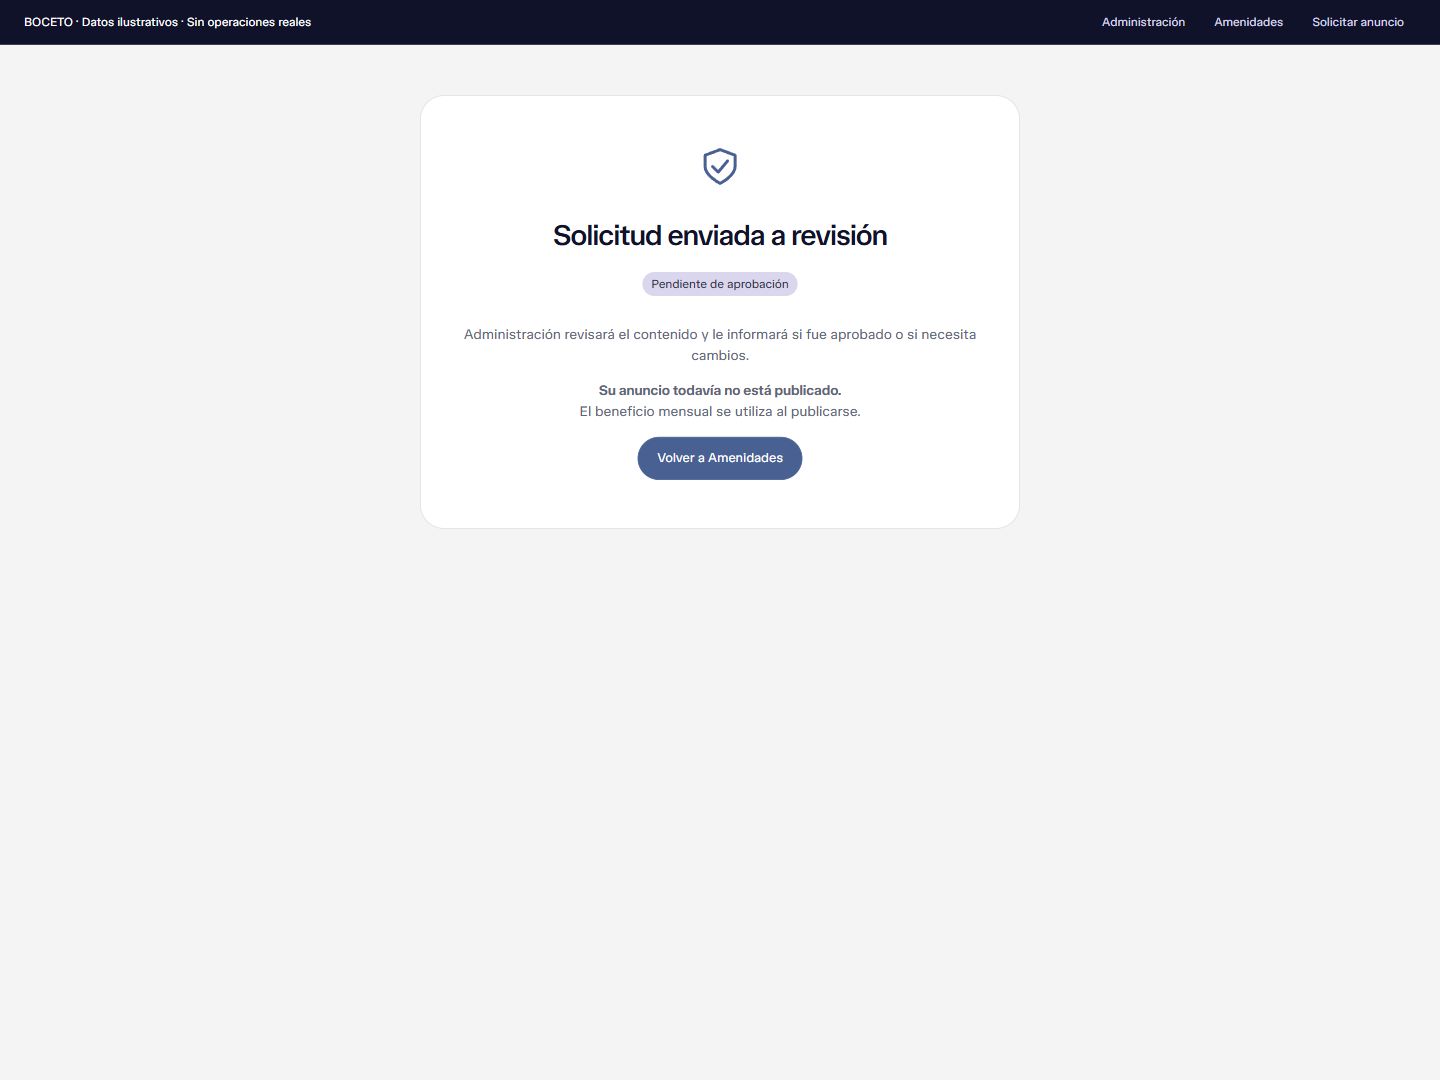 BOCETO · Datos ilustrativos · Sin operaciones reales
Administración
Amenidades
Solicitar anuncio
Solicitud enviada a revisión
Pendiente de aprobación
Administración revisará el contenido y le informará si fue aprobado o si necesita
cambios.
Su anuncio todavía no está publicado.
El beneficio mensual se utiliza al publicarse.
Volver a Amenidades